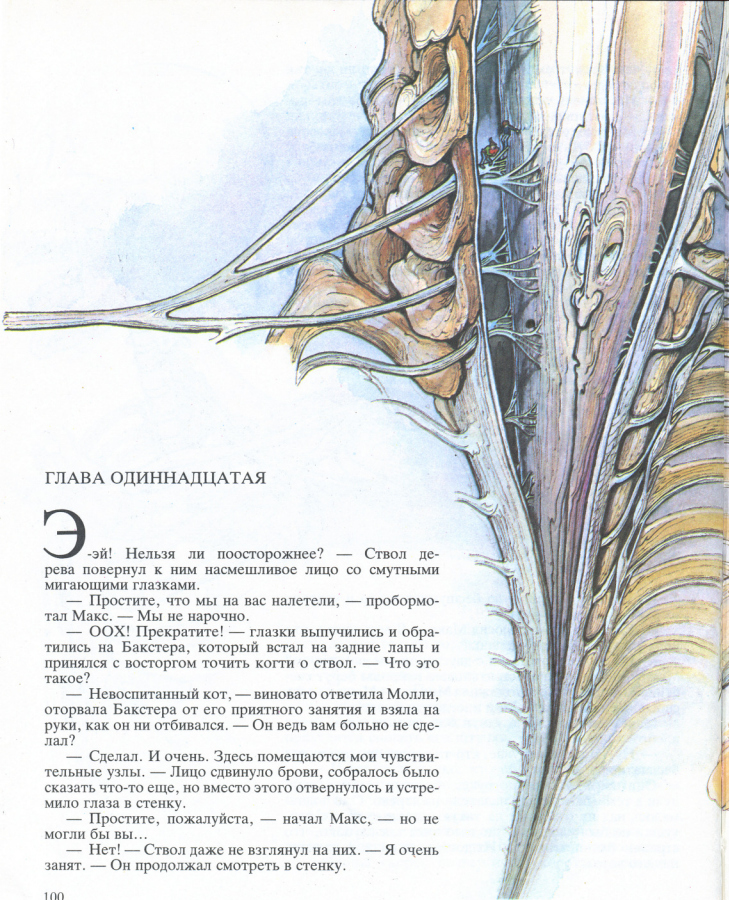 ГЛАВА ОДИННАДЦАТАЯ
Э-эй! Нельзя ли поосторожнее? — Ствол де-
рева повернул к ним насмешливое лицо со смутными
мигающими глазками.
— Простите, что мы на вас налетели, — пробормо-
тал Макс. — Мы не нарочно.
— ООХ! Прекратите! — глазки выпучились и обра-
тились на Бакстера, который встал на задние лапы и
принялся с восторгом точить когти о ствол. — Что это
такое?
— Невоспитанный кот, — виновато ответила Молли,
оторвала Бакстера от его приятного занятия и взяла на
руки, как он ни отбивался. — Он ведь вам больно не сде-
лал?
— Сделал. И очень. Здесь помещаются мои чувстви-
тельные узлы. — Лицо сдвинуло брови, собралось было
сказать что-то еще, но вместо этого отвернулось и устре-
мило глаза в стенку.
— Простите, пожалуйста, — начал Макс, — но не
могли бы вы...
— Нет! — Ствол даже не взглянул на них. — Я очень
занят. — Он продолжал смотреть в стенку.
100